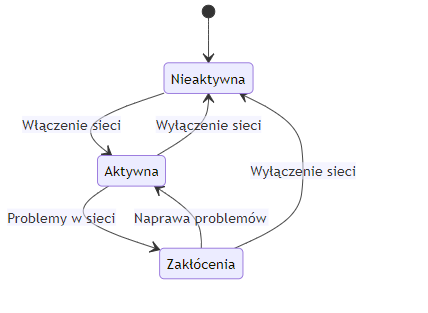 Nieaktywna
Włączenie sieci
Wyłączenie sieci
Aktywna
Wyłączenie sieci
Problemy w sieci
Naprawa problemów
Zakłócenia